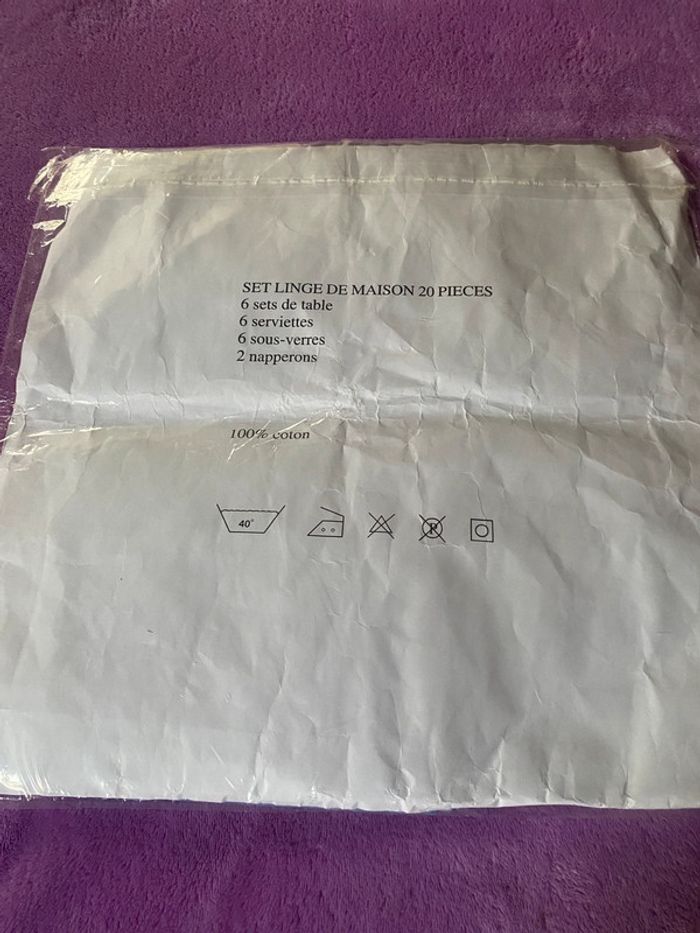 SET LINGE DE MAISON 20 PIECES
6 sets de table
6 serviettes
6 sous-verres
2 napperons
100% coton
40°
P